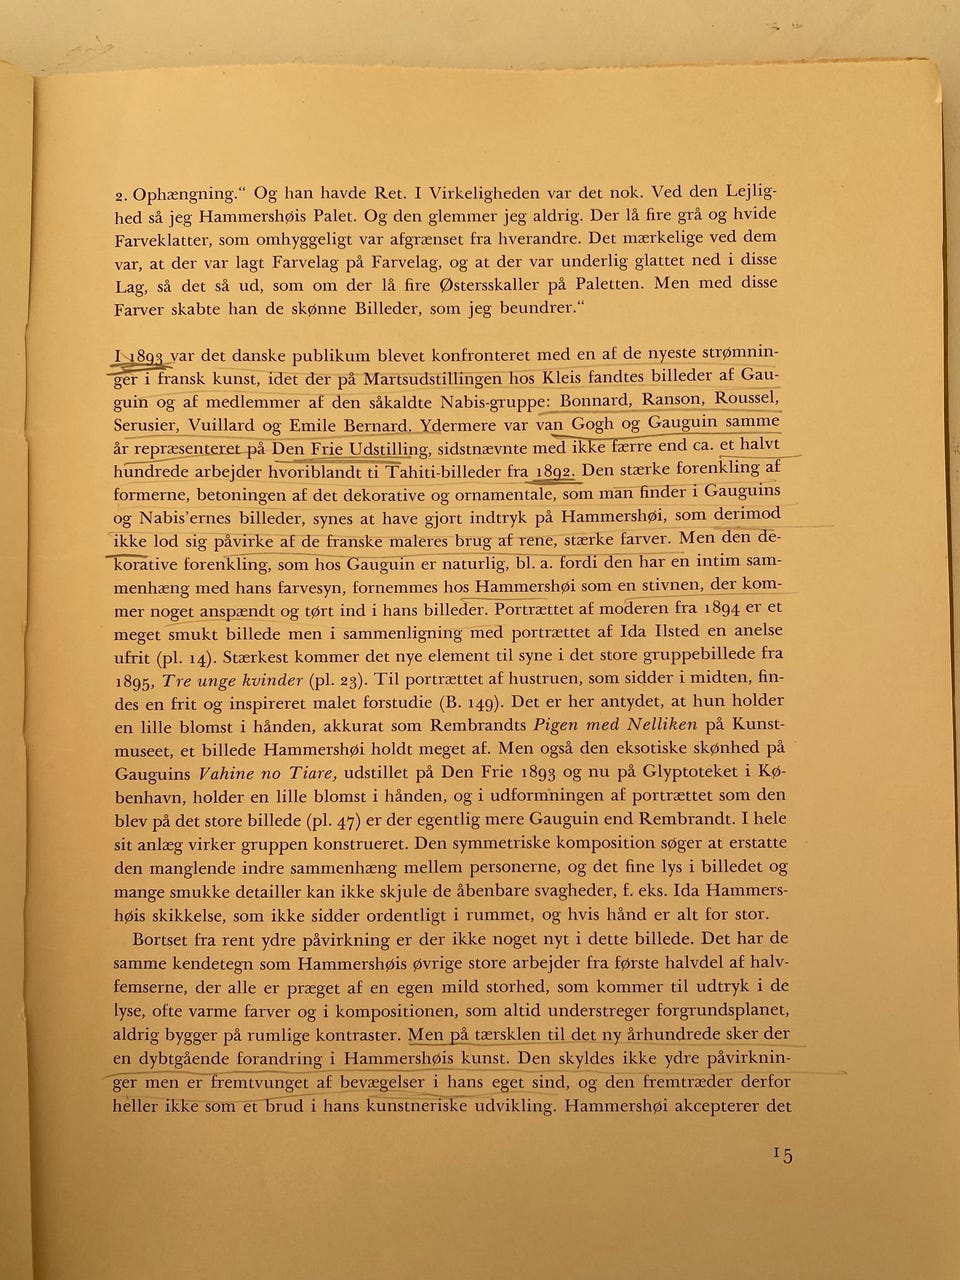 2. Ophængning.“ Og han havde Ret. I Virkeligheden var det nok. Ved den Lejlig-
hed så jeg Hammershøis Palet. Og den glemmer jeg aldrig. Der lå fire grå og hvide
Farveklatter, som omhyggeligt var afgrænset fra hverandre. Det mærkelige ved dem
var, at der var lagt Farvelag på Farvelag, og at der var underlig glattet ned i disse
Lag, så det så ud, som om der lå fire Østersskaller på Paletten. Men med disse
Farver skabte han de skønne Billeder, som jeg beundrer.“
I 1893 var det danske publikum blevet konfronteret med en af de nyeste strømnin-
ger i fransk kunst, idet der på Martsudstillingen hos Kleis fandtes billeder af Gau-
guin og af medlemmer af den såkaldte Nabis-gruppe: Bonnard, Ranson, Roussel,
Serusier, Vuillard og Emile Bernard. Ydermere var van Gogh og Gauguin samme
år repræsenteret på Den Frie Udstilling, sidstnævnte med ikke færre end ca. et halvt
hundrede arbejder hvoriblandt ti Tahiti-billeder fra 1892. Den stærke forenkling af
formerne, betoningen af det dekorative og ornamentale, som man finder i Gauguins
og Nabis’ernes billeder, synes at have gjort indtryk på Hammershøi, som derimod
ikke lod sig påvirke af de franske maleres brug af rene, stærke farver. Men den de-
korative forenkling, som hos Gauguin er naturlig, bl. a. fordi den har en intim sam-
menhæng med hans farvesyn, fornemmes hos Hammershøi som en stivnen, der kom-
mer noget anspændt og tørt ind i hans billeder. Portrættet af moderen fra 1894 er et
meget smukt billede men i sammenligning med portrættet af Ida Ilsted en anelse
ufrit (pl. 14). Stærkest kommer det nye element til syne i det store gruppebillede fra
1895, Tre unge kvinder (pl. 23). Til portrættet af hustruen, som sidder i midten, fin-
des en frit og inspireret malet forstudie (B. 149). Det er her antydet, at hun holder
en lille blomst i hånden, akkurat som Rembrandts Pigen med Nelliken på Kunst-
museet, et billede Hammershøi holdt meget af. Men også den eksotiske skønhed på
Gauguins Vahine no Tiare, udstillet på Den Frie 1893 og nu på Glyptoteket i Kø-
benhavn, holder en lille blomst i hånden, og i udformningen af portrættet som den
blev på det store billede (pl. 47) er der egentlig mere Gauguin end Rembrandt. I hele
sit anlæg virker gruppen konstrueret. Den symmetriske komposition søger at erstatte
den manglende indre sammenhæng mellem personerne, og det fine lys i billedet og
mange smukke detailler kan ikke skjule de åbenbare svagheder, f. eks. Ida Hammers-
høis skikkelse, som ikke sidder ordentligt i rummet, og hvis hånd er alt for stor.
Bortset fra rent ydre påvirkning er der ikke noget nyt i dette billede. Det har de
samme kendetegn som Hammershøis øvrige store arbejder fra første halvdel af halv-
femserne, der alle er præget af en egen mild storhed, som kommer til udtryk i de
lyse, ofte varme farver og i kompositionen, som altid understreger forgrundsplanet,
aldrig bygger på rumlige kontraster. Men på tærsklen til det ny århundrede sker der
en dybtgående forandring i Hammershøis kunst. Den skyldes ikke ydre påvirknin-
ger men er fremtvunget af bevægelser i hans eget sind, og den fremtræder derfor
heller ikke som et brud i hans kunstneriske udvikling. Hammershøi akcepterer det
15